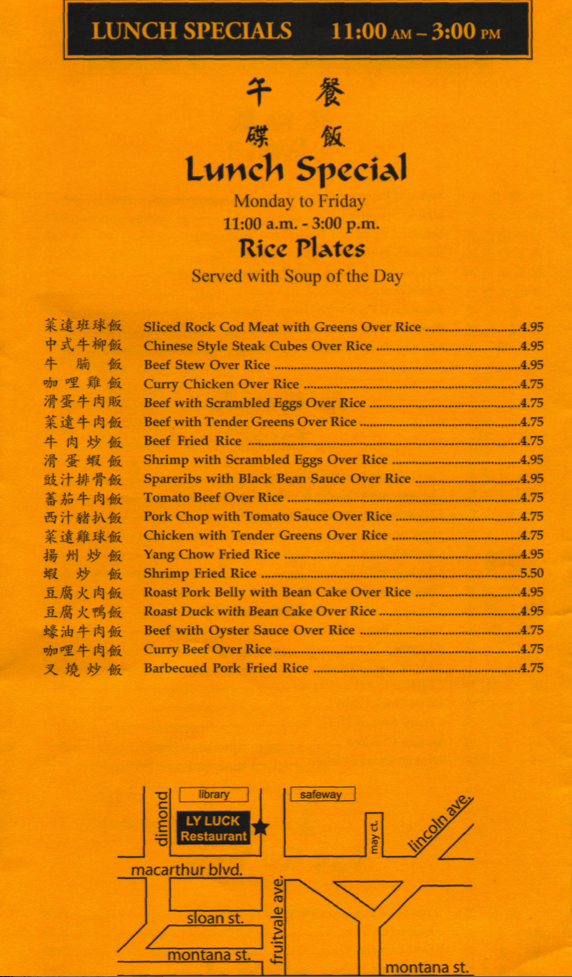 LUNCH SPECIALS 11:00 AM – 3:00 PM
午 餐
碟 飯
Lunch Special
Monday to Friday
11:00 a.m. - 3:00 p.m.
Rice Plates
Served with Soup of the Day
菜遠班球飯 Sliced Rock Cod Meat with Greens Over Rice 4.95
中式牛柳飯 Chinese Style Steak Cubes Over Rice 4.95
牛腩飯 Beef Stew Over Rice 4.95
咖哩雞飯 Curry Chicken Over Rice 4.75
滑蛋牛肉飯 Beef with Scrambled Eggs Over Rice 4.75
菜遠牛肉飯 Beef with Tender Greens Over Rice 4.75
牛肉炒飯 Beef Fried Rice 4.75
滑蛋蝦飯 Shrimp with Scrambled Eggs Over Rice 4.95
豉汁排骨飯 Spareribs with Black Bean Sauce Over Rice 4.95
蕃茄牛肉飯 Tomato Beef Over Rice 4.75
西汁豬扒飯 Pork Chop with Tomato Sauce Over Rice 4.75
菜遠雞球飯 Chicken with Tender Greens Over Rice 4.75
揚州炒飯 Yang Chow Fried Rice 4.95
蝦炒飯 Shrimp Fried Rice 5.50
豆腐火肉飯 Roast Pork Belly with Bean Cake Over Rice 4.95
豆腐火鴨飯 Roast Duck with Bean Cake Over Rice 4.95
蠔油牛肉飯 Beef with Oyster Sauce Over Rice 4.75
咖哩牛肉飯 Curry Beef Over Rice 4.75
叉燒炒飯 Barbecued Pork Fried Rice 4.75
library
safeway
dimond
LY LUCK
Restaurant
may ct.
lincoln ave.
macarthur blvd.
fruitvale ave.
sloan st.
montana st.
montana st.